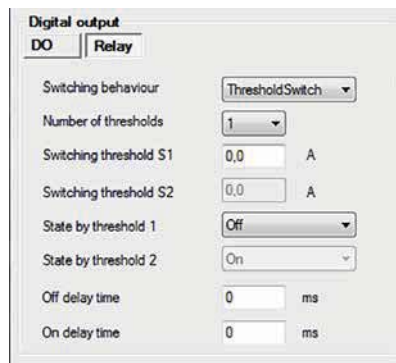 Digital output
DO Relay
Switching behaviour ThresholdSwitch
Number of thresholds 1
Switching threshold S1 0,0 A
Switching threshold S2 0,0 A
State by threshold 1 Off
State by threshold 2 On
Off delay time 0 ms
On delay time 0 ms